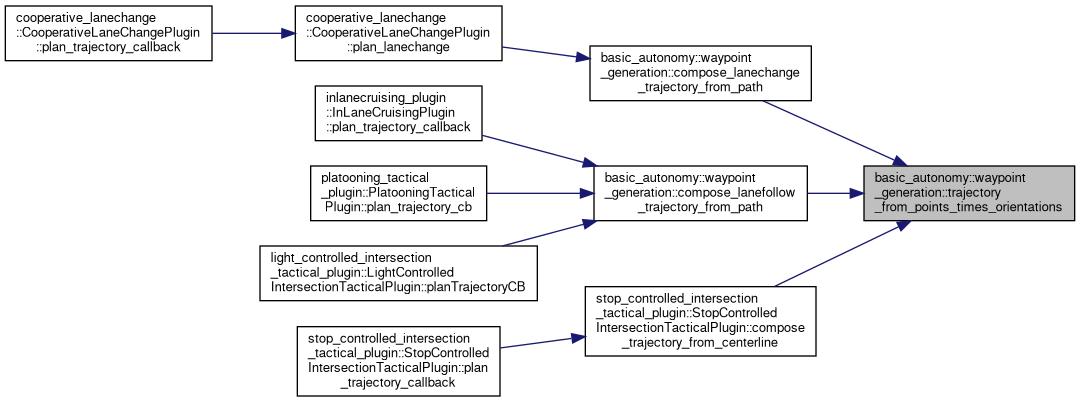 cooperative_lanechange
::CooperativeLaneChangePlugin
::plan_trajectory_callback
cooperative_lanechange
::CooperativeLaneChangePlugin
::plan_lanechange
basic_autonomy::waypoint
_generation::compose_lanechange
_trajectory_from_path
inlanecruising_plugin
::InLaneCruisingPlugin
::plan_trajectory_callback
platooning_tactical
_plugin::PlatooningTactical
Plugin::plan_trajectory_cb
basic_autonomy::waypoint
_generation::compose_lanefollow
_trajectory_from_path
basic_autonomy::waypoint
_generation::trajectory
_from_points_times_orientations
light_controlled_intersection
_tactical_plugin::LightControlled
IntersectionTacticalPlugin::planTrajectoryCB
stop_controlled_intersection
_tactical_plugin::StopControlled
IntersectionTacticalPlugin::compose
_trajectory_from_centerline
stop_controlled_intersection
_tactical_plugin::StopControlled
IntersectionTacticalPlugin::plan
_trajectory_callback